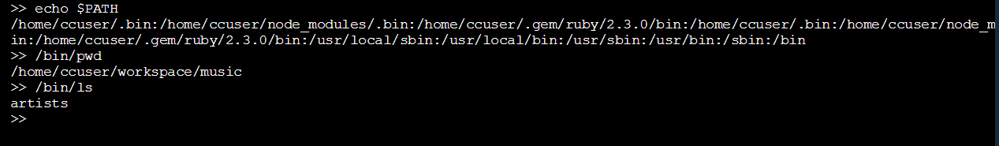 >> echo $PATH
/home/ccuser/.bin:/home/ccuser/node_modules/.bin:/home/ccuser/.gem/ruby/2.3.0/bin:/home/ccuser/.bin:/home/ccuser/node_m
in:/home/ccuser/.gem/ruby/2.3.0/bin:/usr/local/sbin:/usr/local/bin:/usr/sbin:/usr/bin:/sbin:/bin
>> /bin/pwd
/home/ccuser/workspace/music
>> /bin/ls
artists
>>